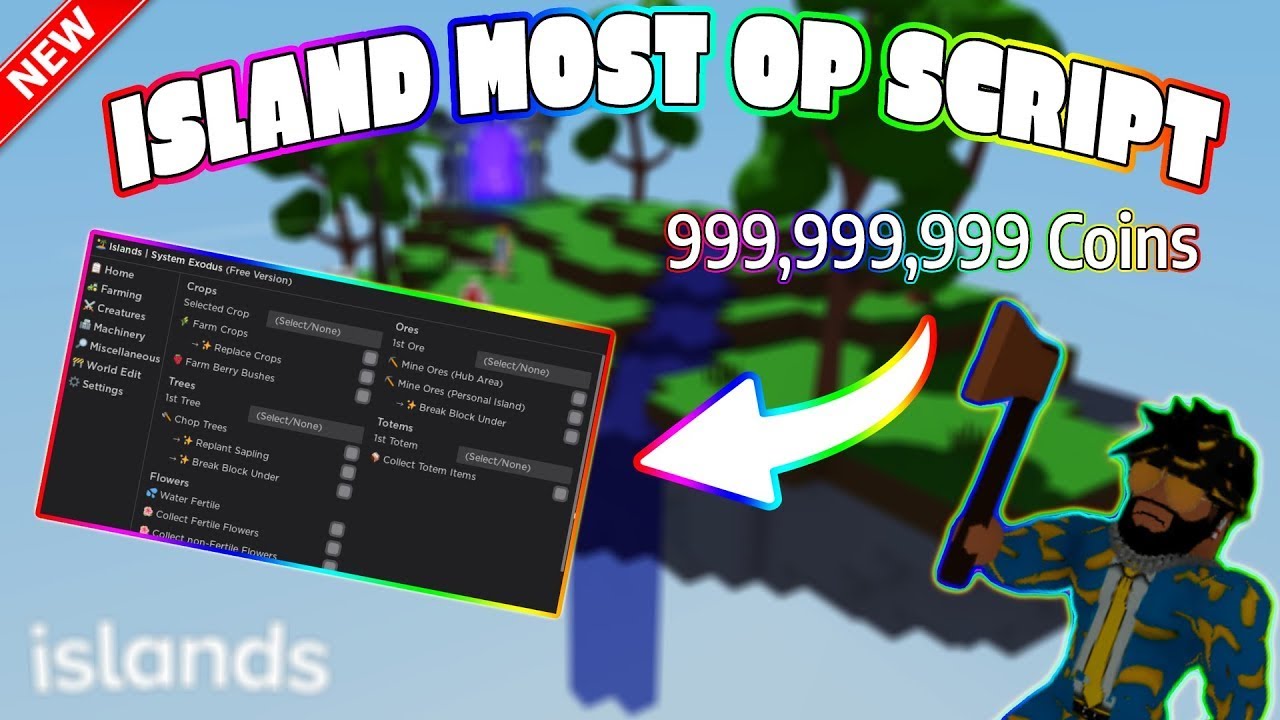 NEW
ISLAND MOST OP SCRIPT
999,999,999 Coins
Islands | System Exodus (Free Version)
Home
Farming
Creatures
Machinery
Miscellaneous
World Edit
Settings
Crops
Selected Crop (Select/None)
Farm Crops
→ Replace Crops
Farm Berry Bushes
Trees
1st Tree (Select/None)
Chop Trees
→ Replant Sapling
→ Break Block Under
Flowers
Water Fertile
Collect Fertile Flowers
Collect non-Fertile Flowers
Ores
1st Ore (Select/None)
Mine Ores (Hub Area)
Mine Ores (Personal Island)
→ Break Block Under
Totems
1st Totem (Select/None)
Collect Totem Items
islands